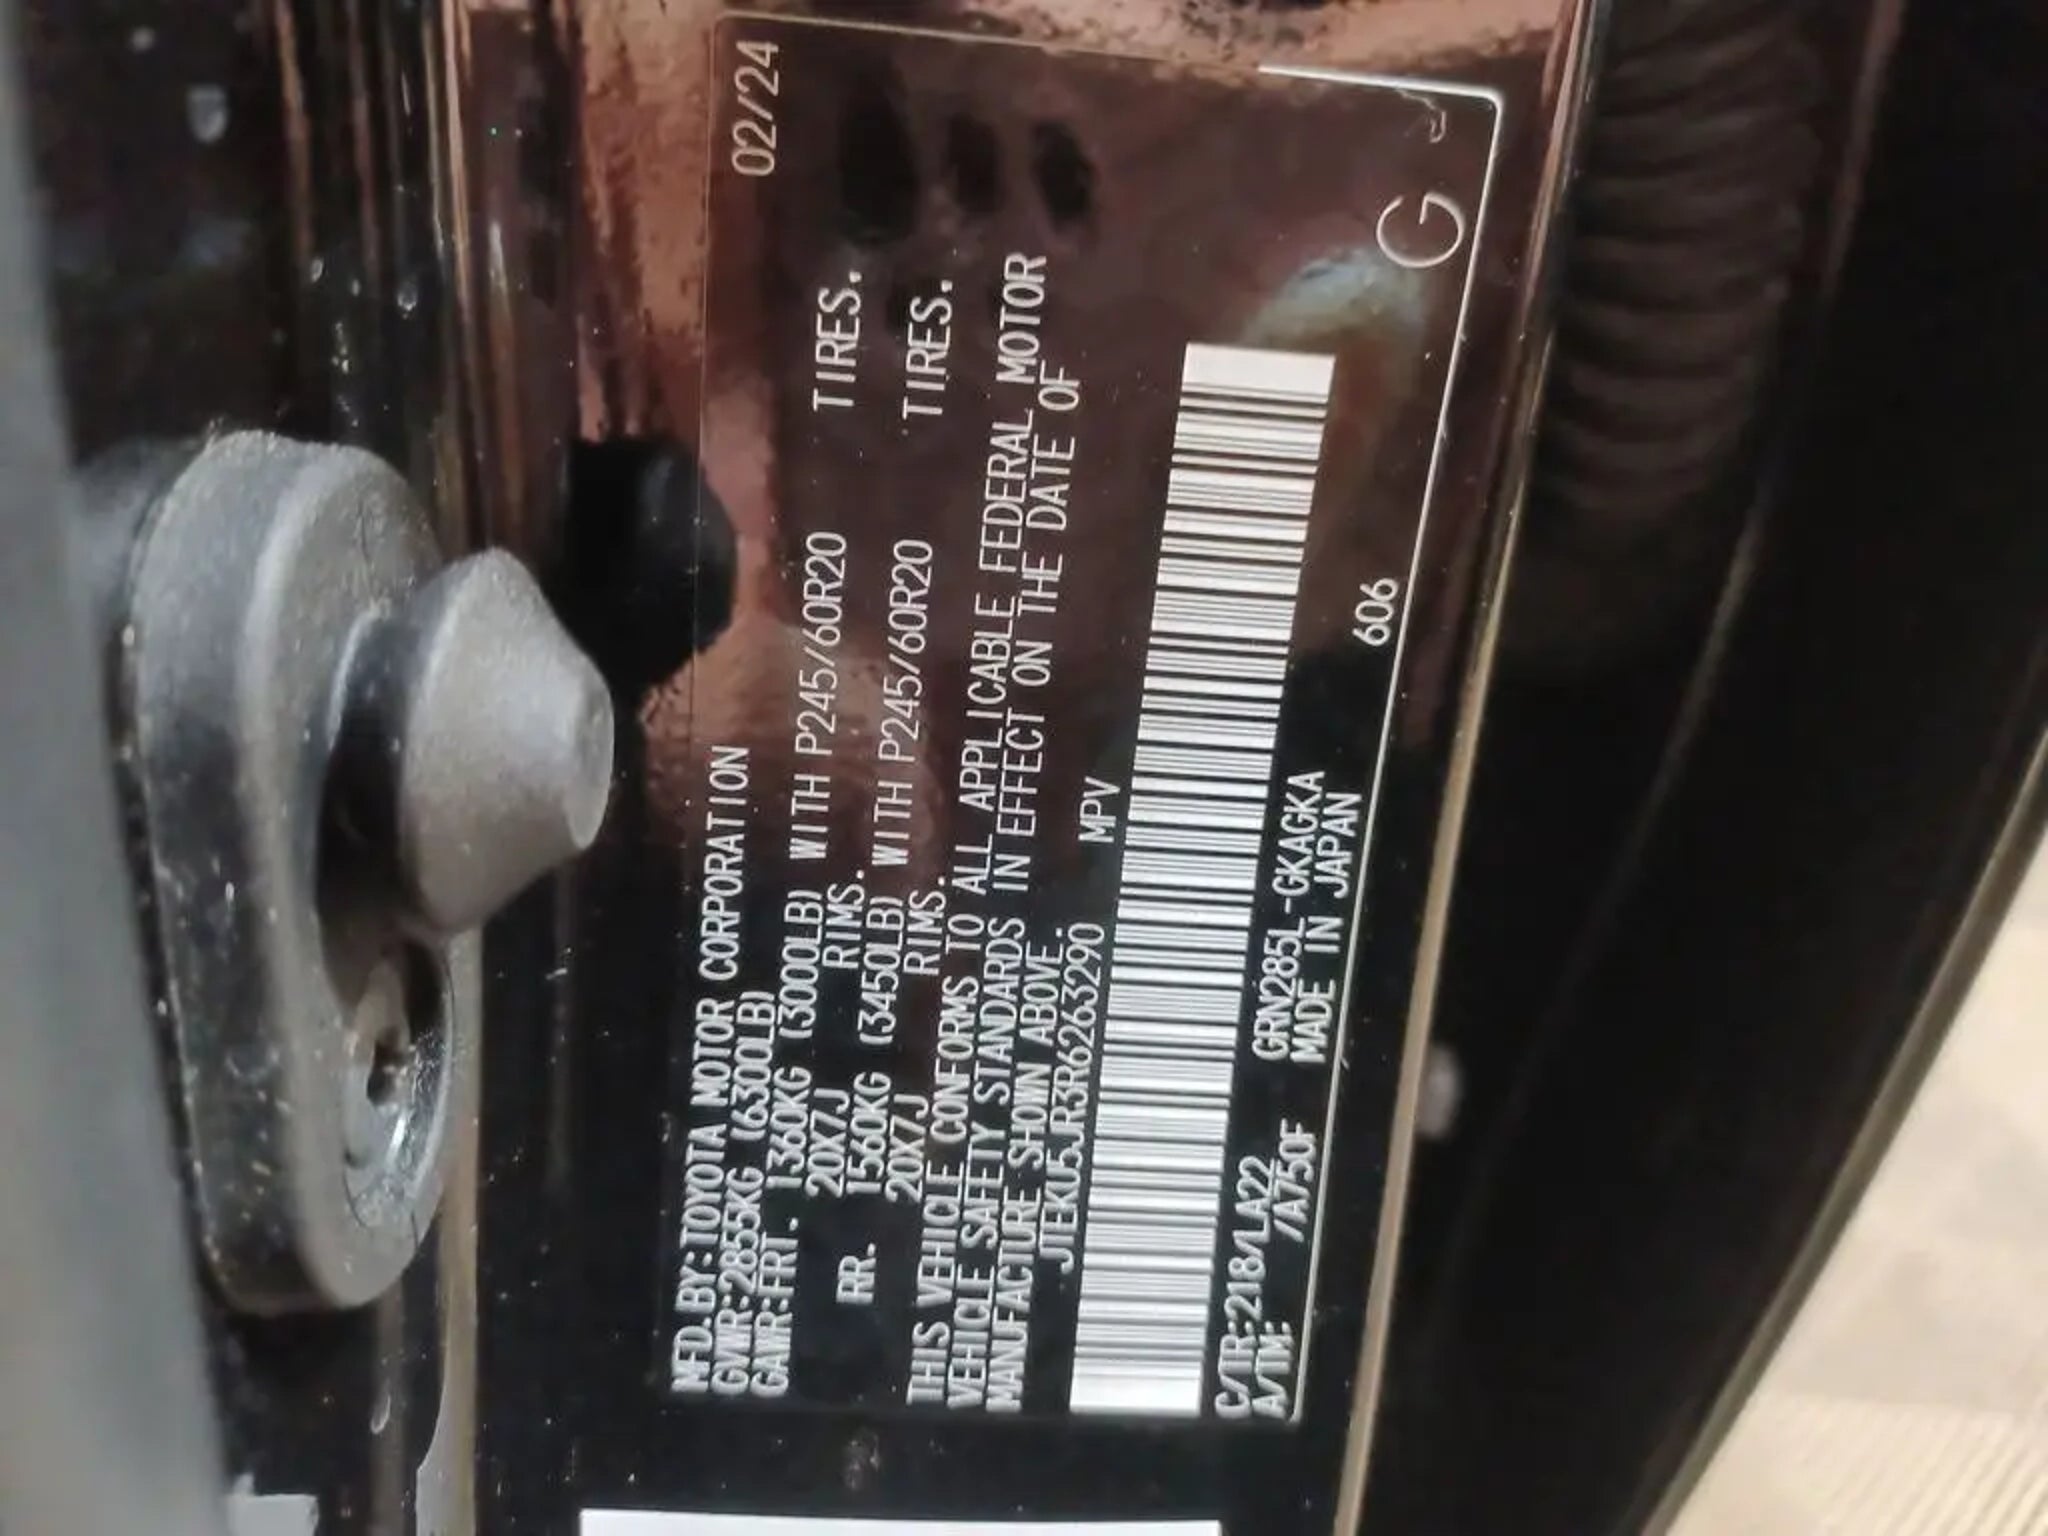 MFD.BY:TOYOTA MOTOR CORPORATION 02/24
GVWR:2855KG (6300LB)
GAWR:FRT. 1360KG (3000LB) WITH P245/60R20 TIRES.
20X7J RIMS.
RR. 1560KG (3450LB) WITH P245/60R20 TIRES.
20X7J RIMS.
THIS VEHICLE CONFORMS TO ALL APPLICABLE FEDERAL MOTOR
VEHICLE SAFETY STANDARDS IN EFFECT ON THE DATE OF
MANUFACTURE SHOWN ABOVE.
JTEKU5JR3R6263290 MPV
C/TR:218/LA22 GRN285L-GKAGKA
A/TM: /A750F MADE IN JAPAN
606
G